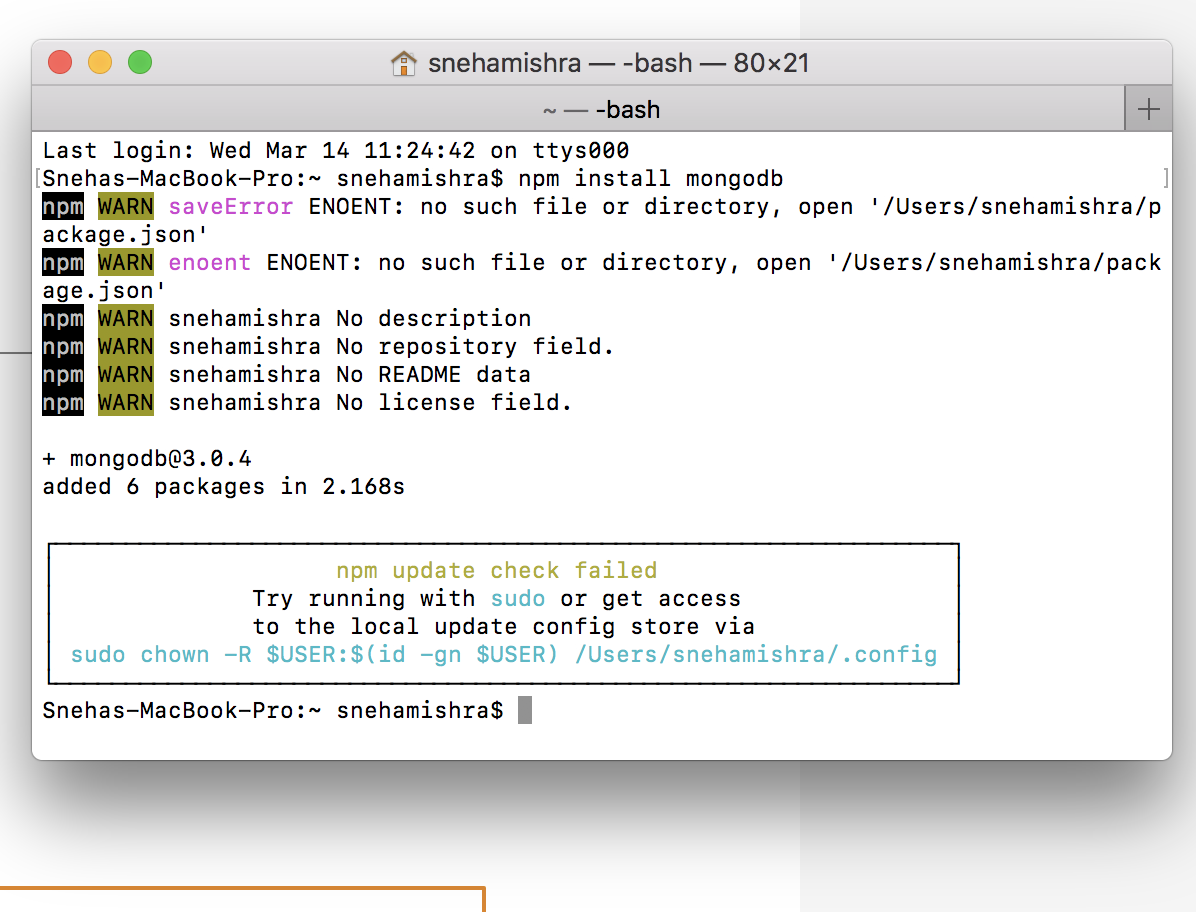 snehamishra — -bash — 80×21
~ — -bash
Last login: Wed Mar 14 11:24:42 on ttys000
[Snehas-MacBook-Pro:~ snehamishra$ npm install mongodb ]
npm WARN saveError ENOENT: no such file or directory, open '/Users/snehamishra/p
ackage.json'
npm WARN enoent ENOENT: no such file or directory, open '/Users/snehamishra/pack
age.json'
npm WARN snehamishra No description
npm WARN snehamishra No repository field.
npm WARN snehamishra No README data
npm WARN snehamishra No license field.
+ mongodb@3.0.4
added 6 packages in 2.168s
npm update check failed
Try running with sudo or get access
to the local update config store via
sudo chown -R $USER:$(id -gn $USER) /Users/snehamishra/.config
Snehas-MacBook-Pro:~ snehamishra$